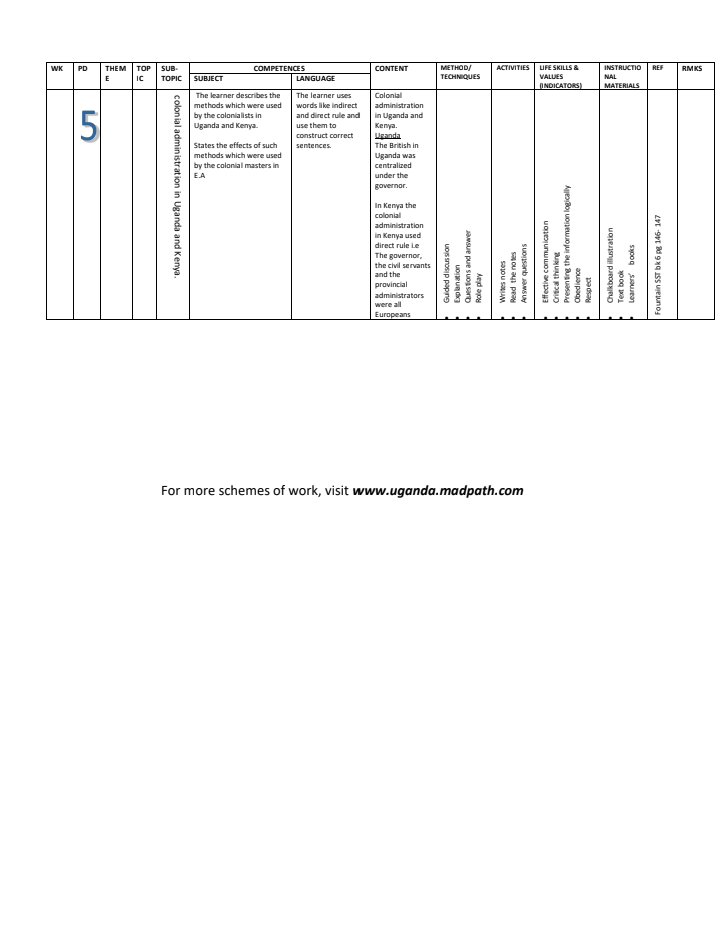 WK
PD
THEM
E
TOP
IC
SUB-
TOPIC
COMPETENCES
SUBJECT
LANGUAGE
CONTENT
METHOD/
TECHNIQUES
ACTIVITIES
LIFE SKILLS &
VALUES
(INDICATORS)
INSTRUCTIO
NAL
MATERIALS
REF
RMKS
5
colonial administration in Uganda and Kenya.
The learner describes the
methods which were used
by the colonialists in
Uganda and Kenya.
States the effects of such
methods which were used
by the colonial masters in
E.A
The learner uses
words like indirect
and direct rule and
use them to
construct correct
sentences.
Colonial
administration
in Uganda and
Kenya.
Uganda
The British in
Uganda was
centralized
under the
governor.
In Kenya the
colonial
administration
in Kenya used
direct rule i.e
The governor,
the civil servants
and the
provincial
administrators
were all
Europeans
• Guided discussion
• Explanation
• Questions and answer
• Role play
• Writes notes
• Read the notes
• Answer questions
• Effective communication
• Critical thinking
• Presenting the information logically
• Obedience
• Respect
• Chalkboard illustration
• Text book
• Learners' books
Fountain SST bk 6 pg 146- 147
For more schemes of work, visit www.uganda.madpath.com